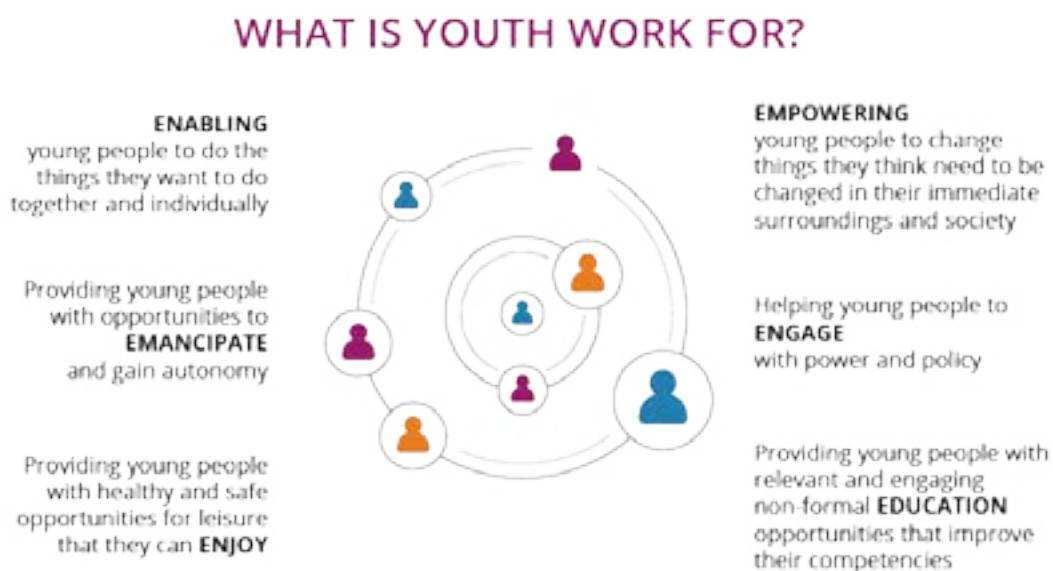 WHAT IS YOUTH WORK FOR?
ENABLING
young people to do the
things they want to do
together and individually
Providing young people
with opportunities to
EMANCIPATE
and gain autonomy
Providing young people
with healthy and safe
opportunities for leisure
that they can ENJOY
EMPOWERING
young people to change
things they think need to be
changed in their immediate
surroundings and society
Helping young people to
ENGAGE
with power and policy
Providing young people with
relevant and engaging
non-formal EDUCATION
opportunities that improve
their competencies